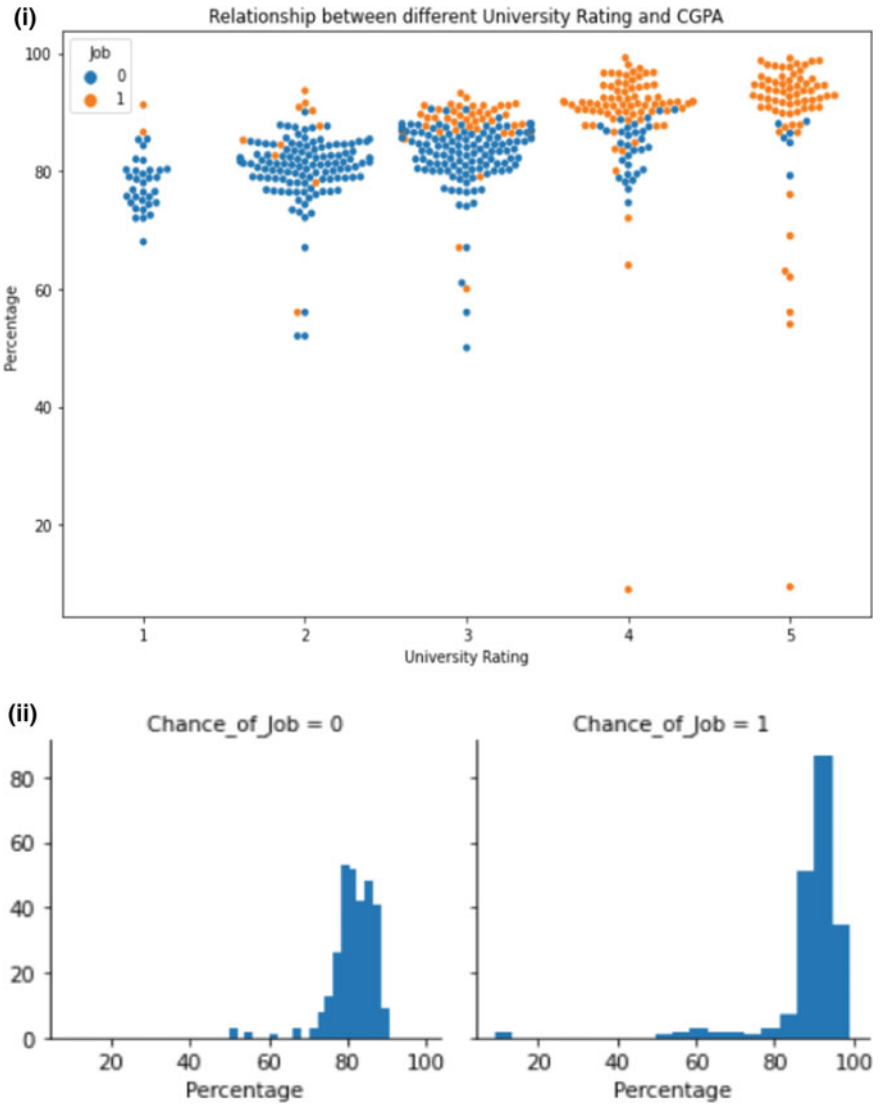 (i)
Relationship between different University Rating and CGPA
Job
0
1
100
80
60
40
20
Percentage
1 2 3 4 5
University Rating
(ii)
Chance_of_Job = 0 Chance_of_Job = 1
80
60
40
20
0
20 40 60 80 100 20 40 60 80 100
Percentage Percentage